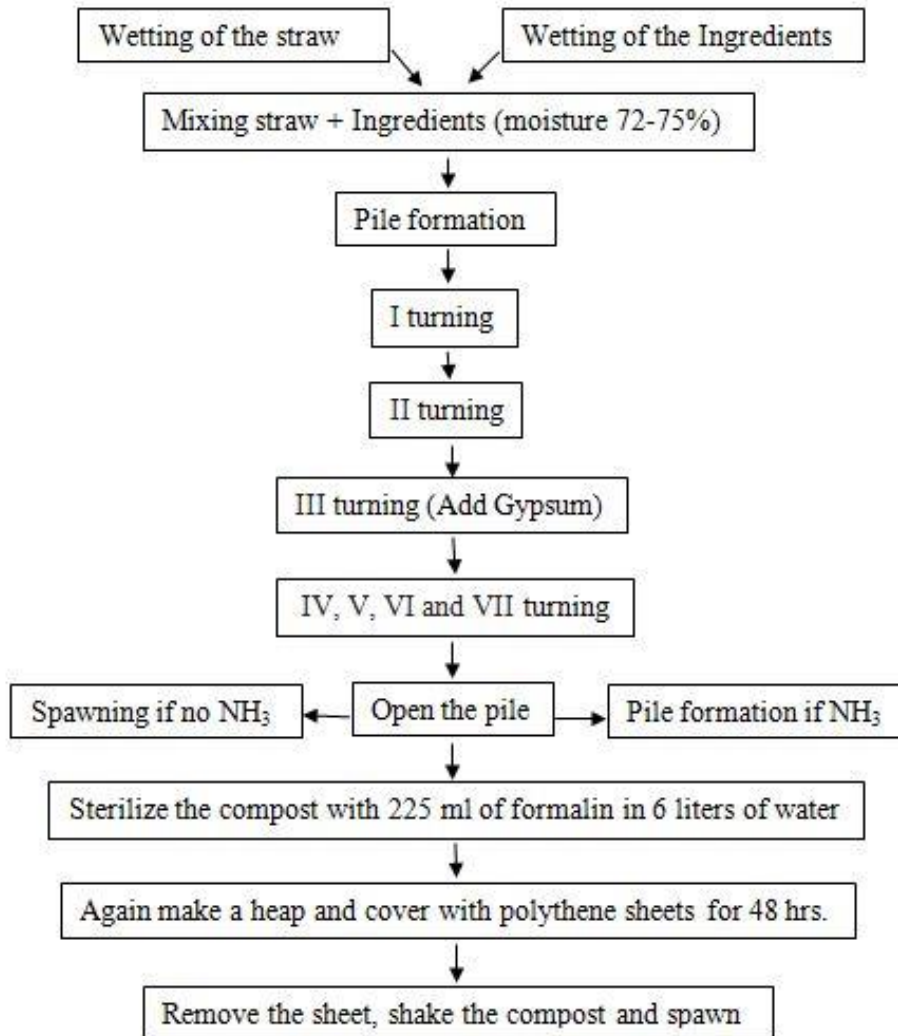 Wetting of the straw
Wetting of the Ingredients
Mixing straw + Ingredients (moisture 72-75%)
Pile formation
I turning
II turning
III turning (Add Gypsum)
IV, V, VI and VII turning
Spawning if no NH₃
Open the pile
Pile formation if NH₃
Sterilize the compost with 225 ml of formalin in 6 liters of water
Again make a heap and cover with polythene sheets for 48 hrs.
Remove the sheet, shake the compost and spawn